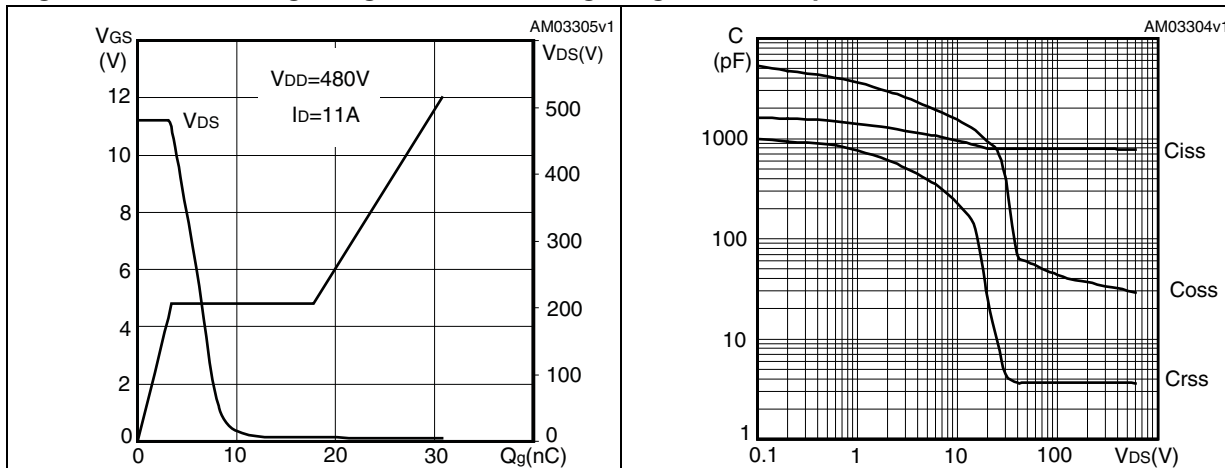 AM03305v1
VGS
(V)
VDS(V)
VDD=480V
ID=11A
VDS
12
10
8
6
4
2
0
500
400
300
200
100
0
0
10
20
30
Qg(nC)
AM03304v1
C
(pF)
1000
100
10
1
0.1
1
10
100
VDS(V)
Ciss
Coss
Crss